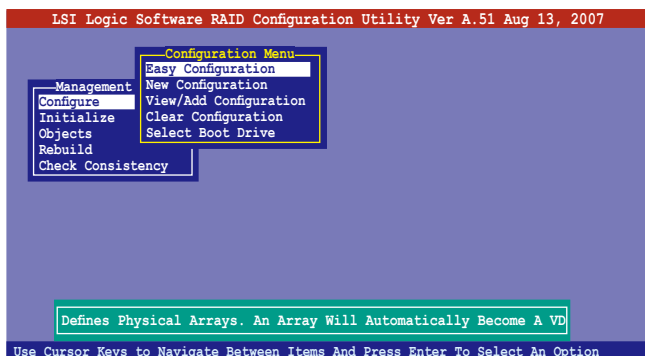 LSI Logic Software RAID Configuration Utility Ver A.51 Aug 13, 2007
Configuration Menu
Easy Configuration
New Configuration
View/Add Configuration
Clear Configuration
Select Boot Drive
Management
Configure
Initialize
Objects
Rebuild
Check Consistency
Defines Physical Arrays. An Array Will Automatically Become A VD
Use Cursor Keys to Navigate Between Items And Press Enter To Select An Option